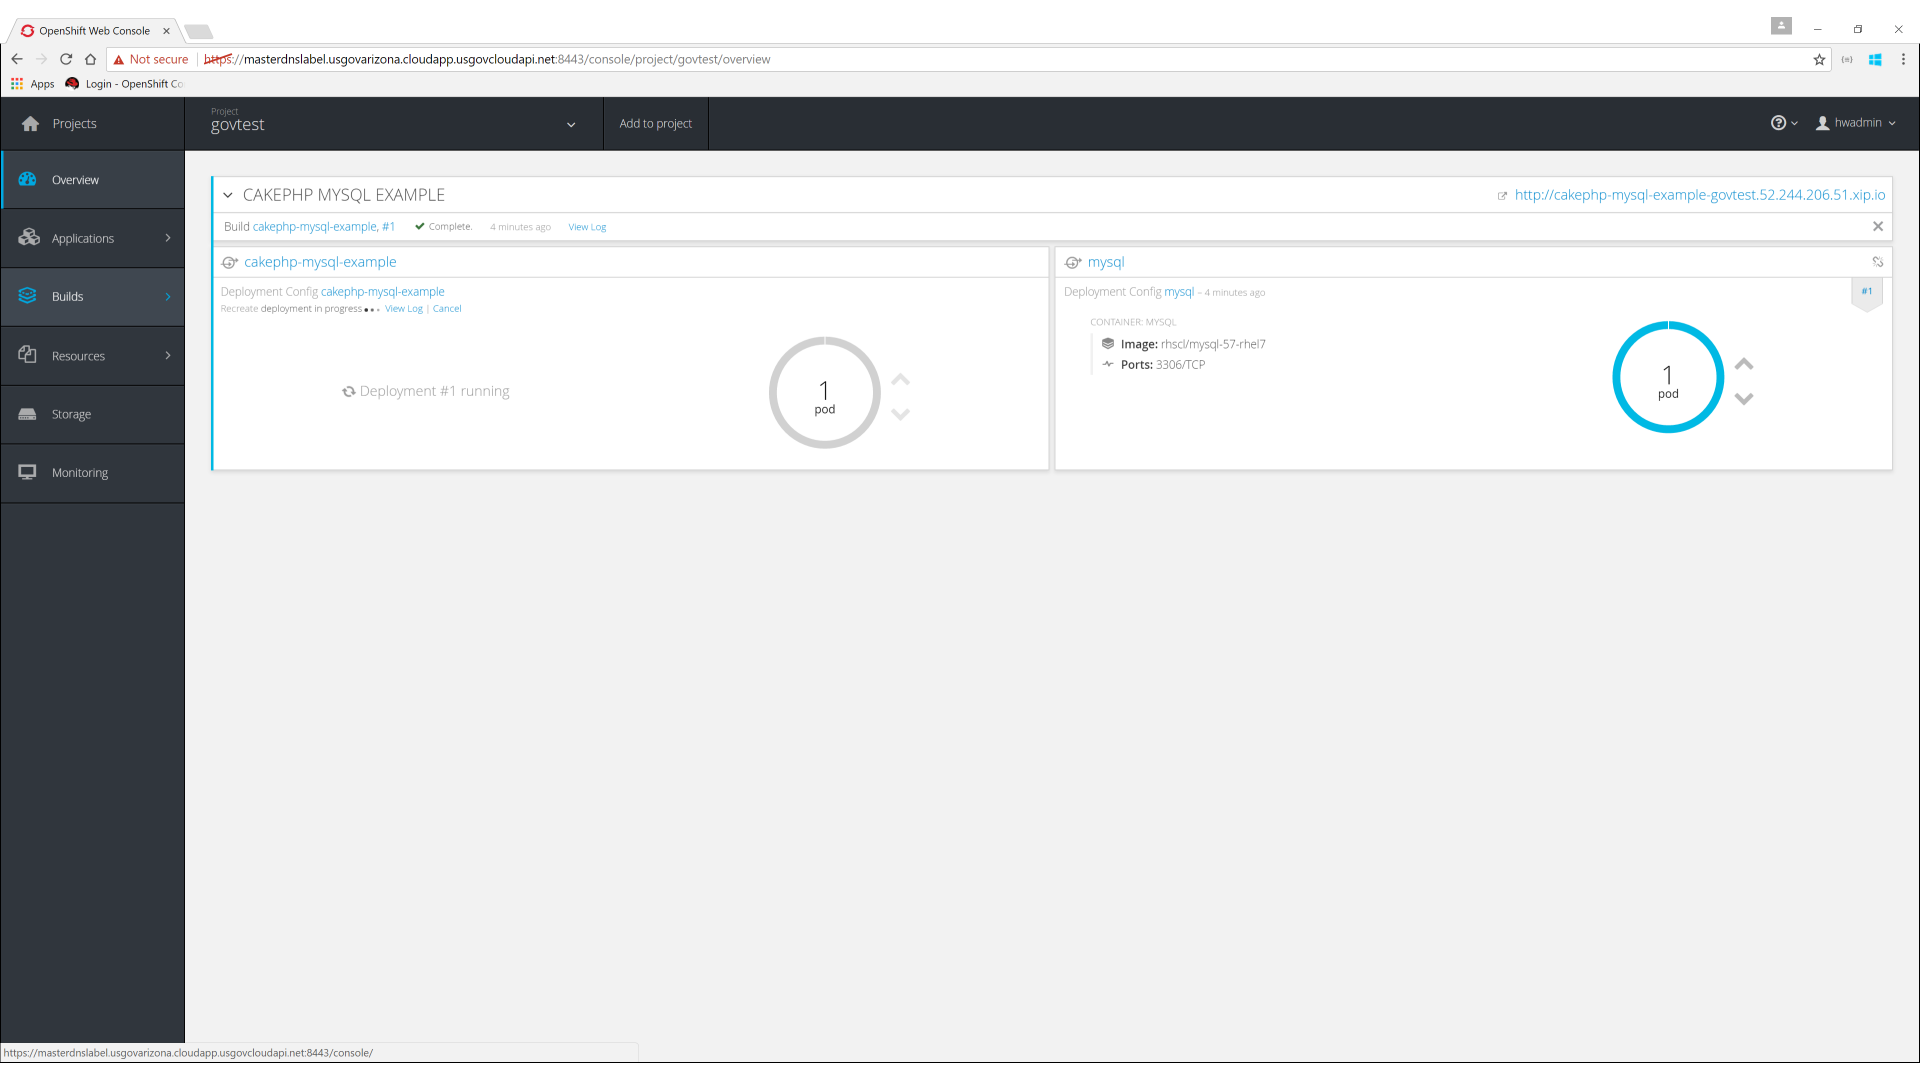 OpenShift Web Console
Not secure https://masterdnslabel.usgovarizona.cloudapp.usgovcloudapi.net:8443/console/project/govtest/overview
Apps Login - OpenShift Co
Projects
Project
govtest
Add to project
hwadmin
Overview
Applications
Builds
Resources
Storage
Monitoring
CAKEPHP MYSQL EXAMPLE
http://cakephp-mysql-example-govtest.52.244.206.51.xip.io
Build cakephp-mysql-example, #1 Complete. 4 minutes ago View Log
cakephp-mysql-example
Deployment Config cakephp-mysql-example
Recreate deployment in progress View Log | Cancel
Deployment #1 running
1
pod
mysql
Deployment Config mysql – 4 minutes ago
#1
CONTAINER: MYSQL
Image: rhscl/mysql-57-rhel7
Ports: 3306/TCP
1
pod
https://masterdnslabel.usgovarizona.cloudapp.usgovcloudapi.net:8443/console/